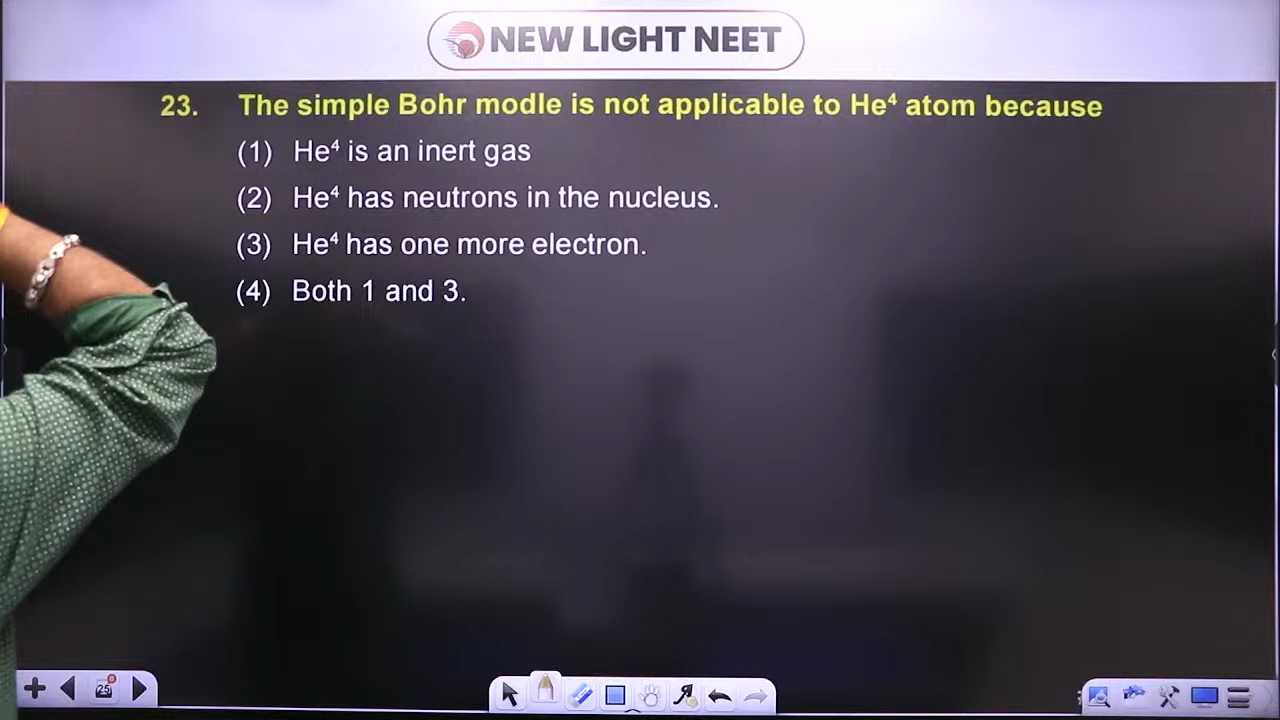 NEW LIGHT NEET
23. The simple Bohr modle is not applicable to He⁴ atom because
(1) He⁴ is an inert gas
(2) He⁴ has neutrons in the nucleus.
(3) He⁴ has one more electron.
(4) Both 1 and 3.
25